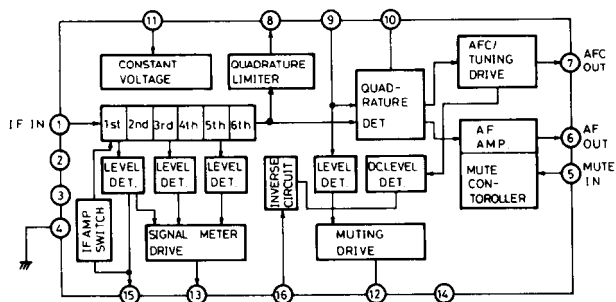 11
8
9
10
CONSTANT
VOLTAGE
QUADRATURE
LIMITER
AFC/
TUNING
DRIVE
7
AFC
OUT
QUAD-
RATURE
DET
IF IN
1
1st
2nd
3rd
4th
5th
6th
AF
AMP.
6
AF
OUT
2
LEVEL
DET.
LEVEL
DET.
LEVEL
DET.
INVERSE
CIRCUIT
LEVEL
DET.
DCLEVEL
DET.
MUTE
CON-
TOROLLER
5
MUTE
IN
3
4
IF AMP
SWITCH
SIGNAL METER
DRIVE
MUTING
DRIVE
15
13
16
12
14